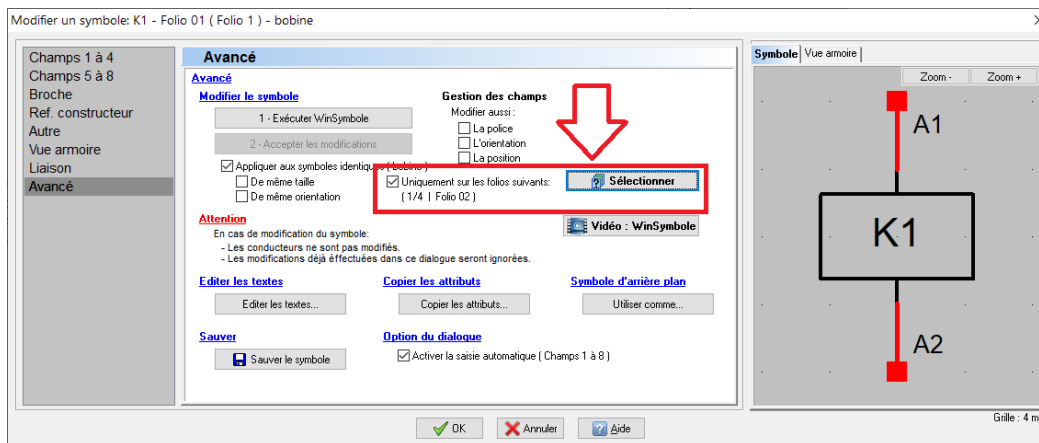 Modifier un symbole: K1 - Folio 01 ( Folio 1 ) - bobine
Champs 1 à 4
Champs 5 à 8
Broche
Ref. constructeur
Autre
Vue armoire
Liaison
Avancé
Avancé
Avancé
Modifier le symbole
1 - Exécuter WinSymbole
2 - Accepter les modifications
Appliquer aux symboles identiques ( bobine )
De même taille
De même orientation
Gestion des champs
Modifier aussi :
La police
L'orientation
La position
Uniquement sur les folios suivants:
( 1/4 | Folio 02 )
Sélectionner
Vidéo : WinSymbole
Attention
En cas de modification du symbole:
- Les conducteurs ne sont pas modifiés.
- Les modifications déjà éffectuées dans ce dialogue seront ignorées.
Editer les textes
Editer les textes...
Copier les attributs
Copier les attributs...
Symbole d'arrière plan
Utiliser comme...
Sauver
Sauver le symbole
Option du dialogue
Activer la saisie automatique ( Champs 1 à 8 )
OK
Annuler
Aide
Symbole
Vue armoire
Zoom -
Zoom +
A1
K1
A2
Grille : 4 m